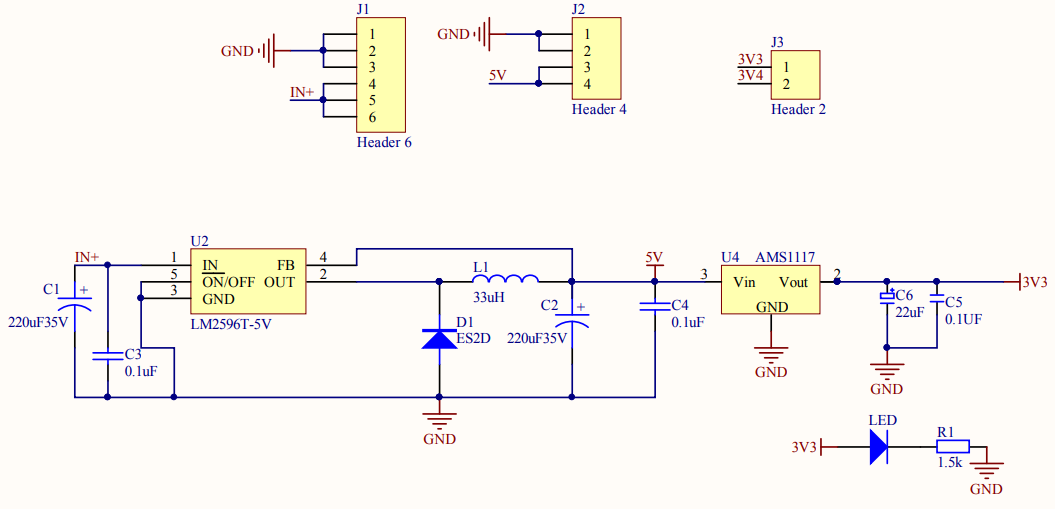 J1
J2
J3
GND
1
2
3
4
5
6
IN+
Header 6
GND
1
2
3
4
5V
Header 4
3V3
1
3V4
2
Header 2
IN+
U2
1
IN
FB
4
5
ON/OFF
OUT
2
3
GND
LM2596T-5V
C1
+
220uF35V
C3
0.1uF
L1
33uH
D1
ES2D
C2
+
220uF35V
GND
5V
C4
0.1uF
U4
AMS1117
3
Vin
Vout
2
GND
GND
+
C6
22uF
C5
0.1UF
3V3
GND
LED
3V3
R1
1.5k
GND